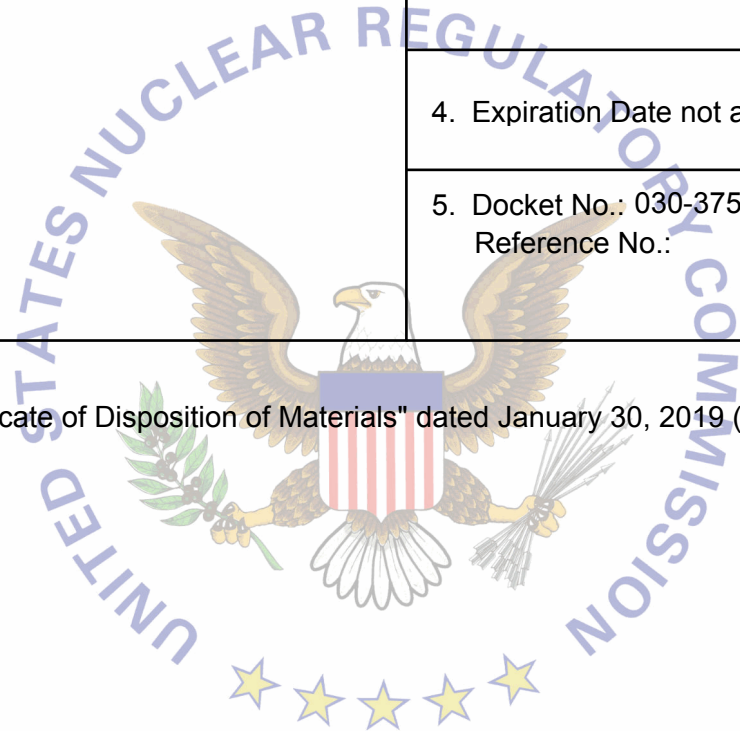 UNITED STATES NUCLEAR REGULATORY COMMISSION
4. Expiration Date not
5. Docket No.: 030-375
Reference No.:
of Disposition of Materials" dated January 30, 2019 (